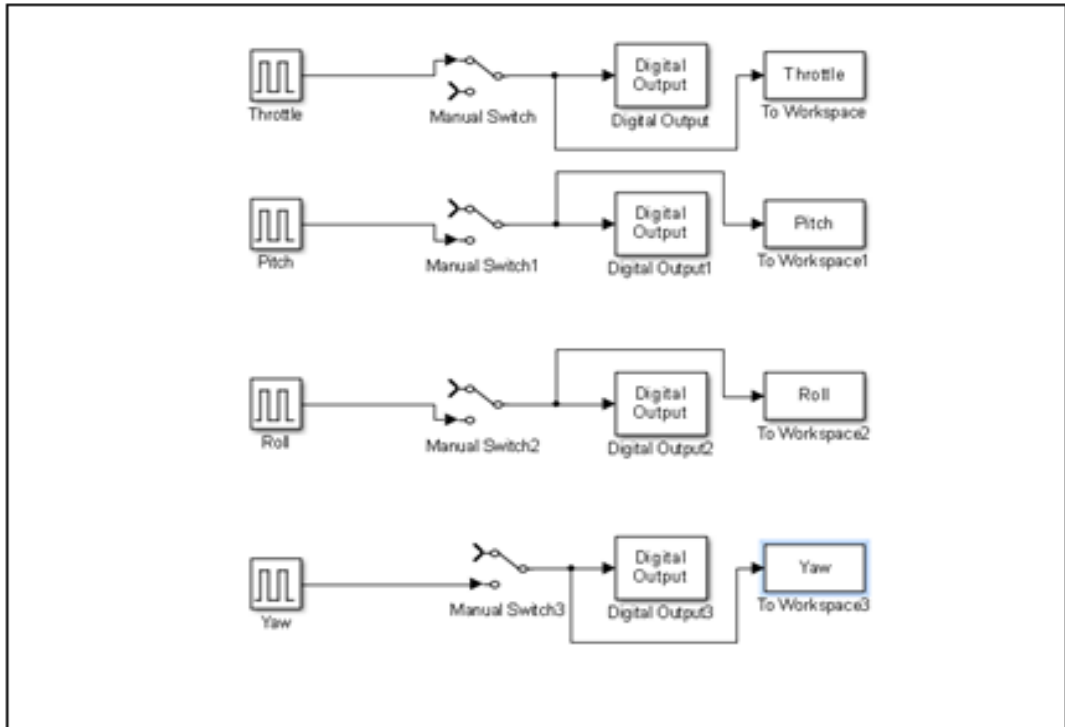 Throttle
Manual Switch
Digital
Output
Digital Output
Throttle
To Workspace
Pitch
Manual Switch1
Digital
Output
Digital Output1
Pitch
To Workspace1
Roll
Manual Switch2
Digital
Output
Digital Output2
Roll
To Workspace2
Yaw
Manual Switch3
Digital
Output
Digital Output3
Yaw
To Workspace3